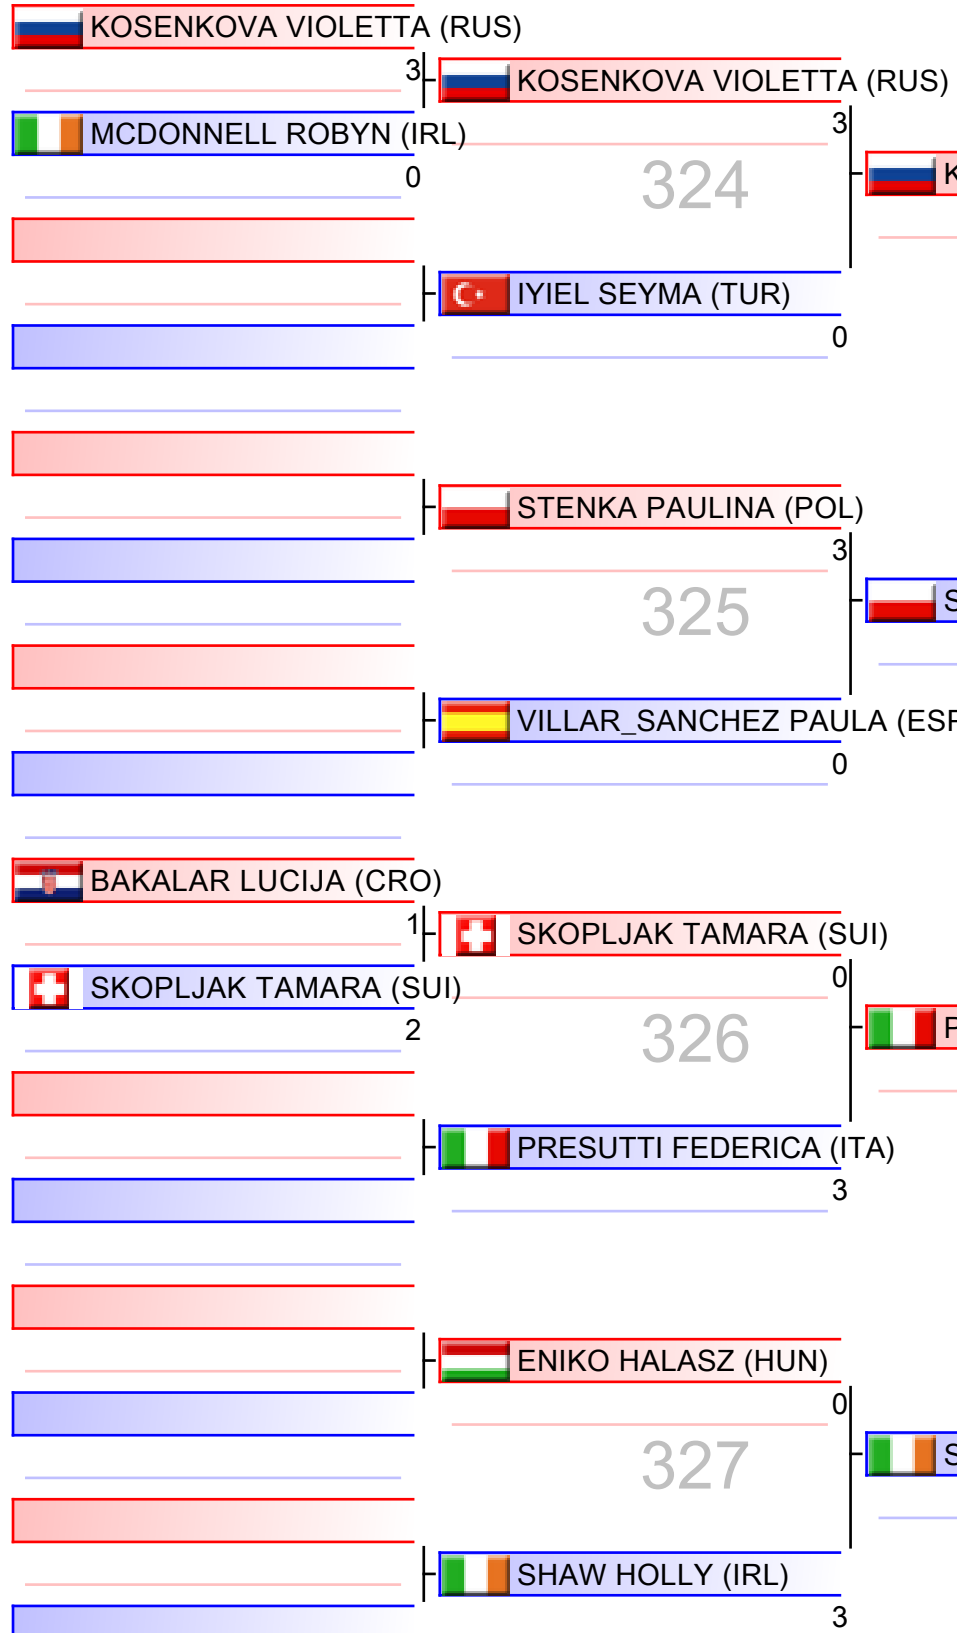 KOSENKOVA VIOLETTA (RUS)
3
KOSENKOVA VIOLETTA (RUS)
MCDONNELL ROBYN (IRL)
3
0
324
K
IYIEL SEYMA (TUR)
0
STENKA PAULINA (POL)
3
325
S
VILLAR_SANCHEZ PAULA (ESP
0
BAKALAR LUCIJA (CRO)
1
SKOPLJAK TAMARA (SUI)
SKOPLJAK TAMARA (SUI)
0
2
326
P
PRESUTTI FEDERICA (ITA)
3
ENIKO HALASZ (HUN)
0
327
S
SHAW HOLLY (IRL)
3